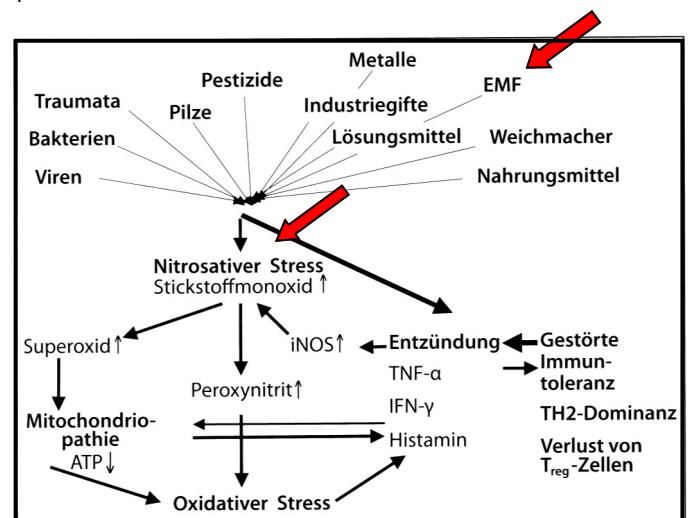 Metalle
Pestizide
EMF
Traumata
Pilze
Industriegifte
Bakterien
Lösungsmittel
Weichmacher
Viren
Nahrungsmittel
Nitrosativer Stress
Stickstoffmonoxid ↑
Superoxid ↑
iNOS ↑
Entzündung
Gestörte
Immun-
toleranz
TNF-α
Peroxynitrit ↑
IFN-γ
TH2-Dominanz
Mitochondrio-
pathie
Histamin
ATP ↓
Verlust von
Treg-Zellen
Oxidativer Stress